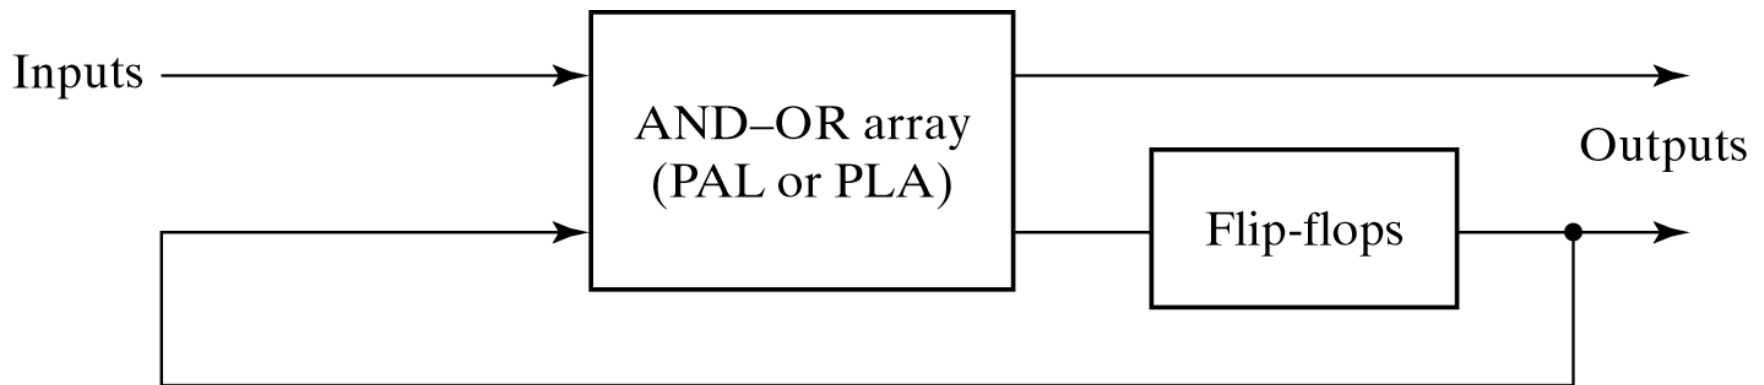 Inputs
AND–OR array
(PAL or PLA)
Outputs
Flip-flops